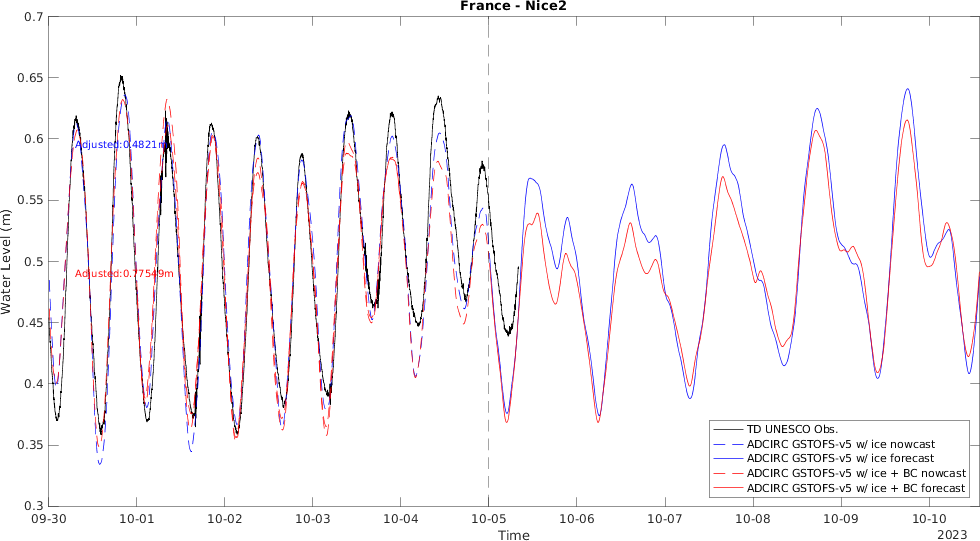 France - Nice2
0.7
0.65
0.6
0.55
0.5
0.45
0.4
0.35
0.3
Water Level (m)
Adjusted:0.4821m
Adjusted:0.77549m
TD UNESCO Obs.
ADCIRC GSTOFS-v5 w/ ice nowcast
ADCIRC GSTOFS-v5 w/ ice forecast
ADCIRC GSTOFS-v5 w/ ice + BC nowcast
ADCIRC GSTOFS-v5 w/ ice + BC forecast
09-30 10-01 10-02 10-03 10-04 10-05 10-06 10-07 10-08 10-09 10-10
Time
2023